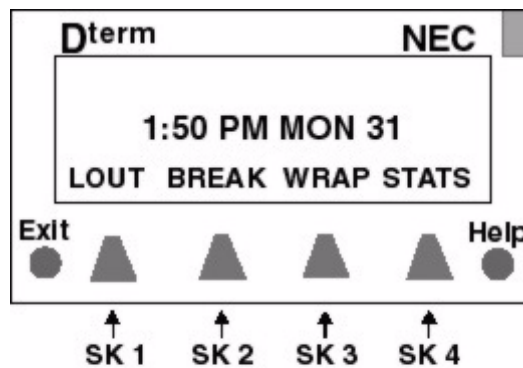 Dterm NEC
1:50 PM MON 31
LOUT BREAK WRAP STATS
Exit Help
SK 1 SK 2 SK 3 SK 4